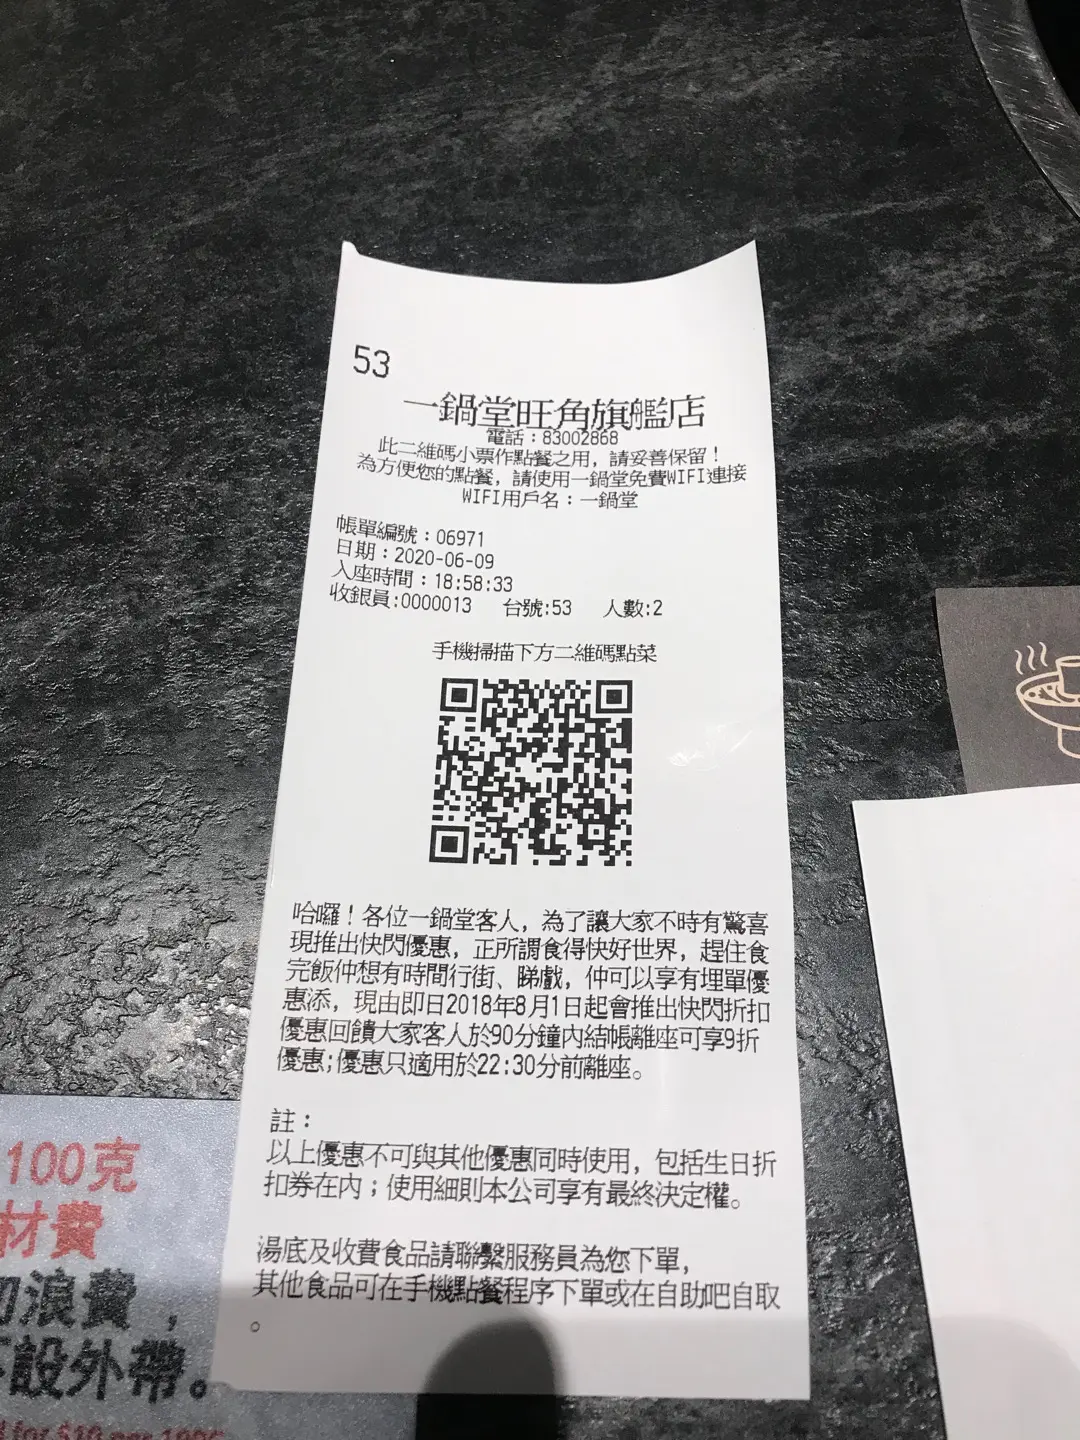 53
一鍋堂旺角旗艦店
電話：83002868
此二維碼小票作點餐之用，請妥善保留！
為方便您的點餐，請使用一鍋堂免費WIFI連接
WIFI用戶名：一鍋堂
帳單編號：06971
日期：2020-06-09
入座時間：18:58:33
收銀員:0000013 台號:53 人數:2
手機掃描下方二維碼點菜
哈囉！各位一鍋堂客人，為了讓大家不時有驚喜
現推出快閃優惠，正所謂食得快好世界，趕住食
完飯仲想有時間行街、睇戲，仲可以享有埋單優
惠添，現由即日2018年8月1日起會推出快閃折扣
優惠回饋大家客人於90分鐘內結帳離座可享9折
優惠;優惠只適用於22:30分前離座。
註：
以上優惠不可與其他優惠同時使用，包括生日折
扣券在內；使用細則本公司享有最終決定權。
湯底及收費食品請聯繫服務員為您下單，
其他食品可在手機點餐程序下單或在自助吧自取
。
100克
材費
浪費，
設外帶。
for $10 per 100G